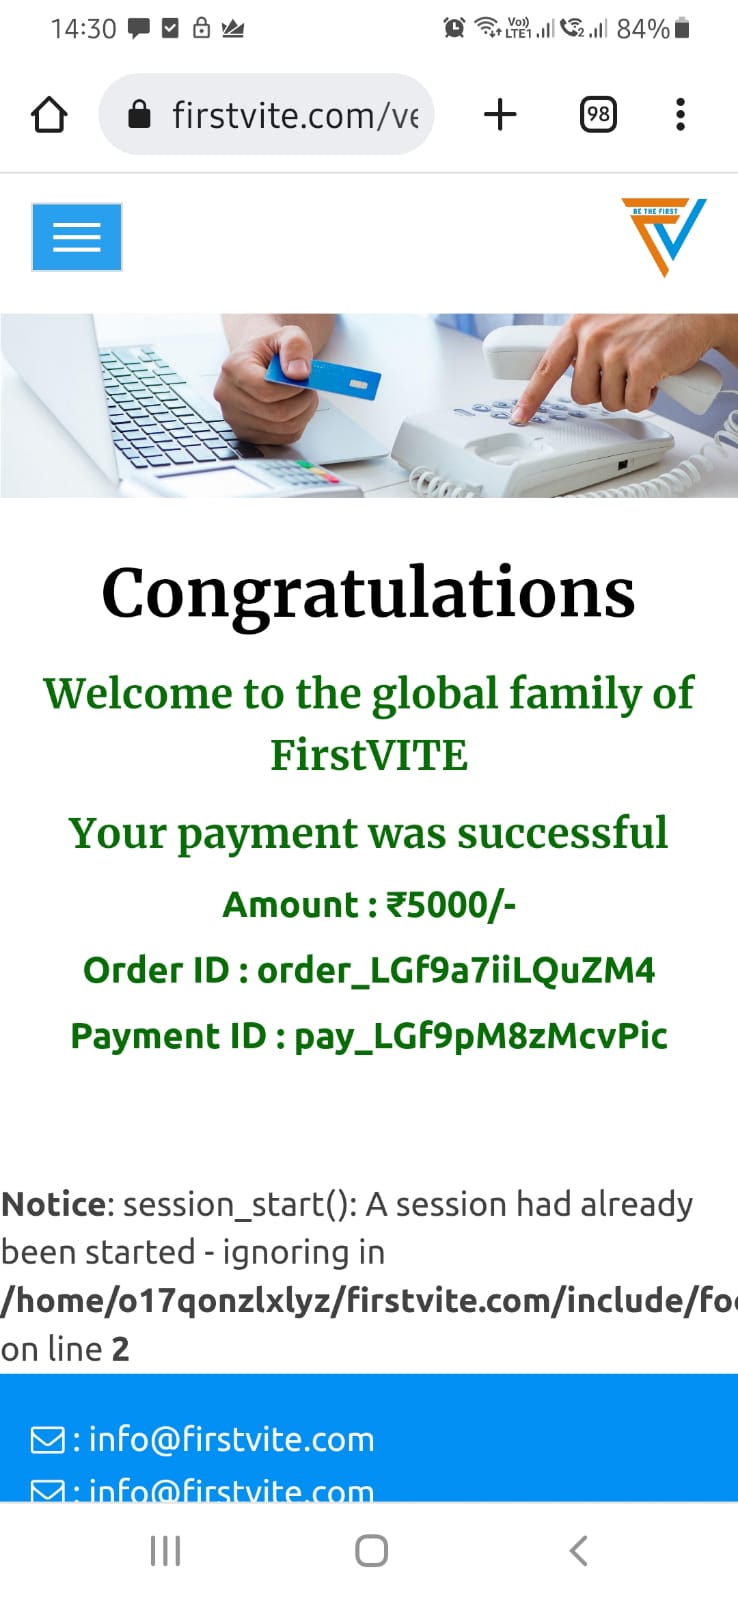 14:30
Vo)) LTE1 2 84%
firstvite.com/ve
98
BE THE FIRST
Congratulations
Welcome to the global family of
FirstVITE
Your payment was successful
Amount : ₹5000/-
Order ID : order_LGf9a7iiLQuZM4
Payment ID : pay_LGf9pM8zMcvPic
Notice: session_start(): A session had already
been started - ignoring in
/home/o17qonzlxlyz/firstvite.com/include/foo
on line 2
: info@firstvite.com
: info@firstvite.com